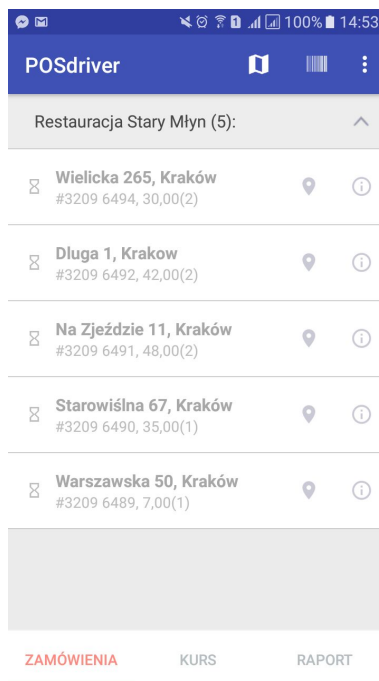 1 100% 14:53
POSdriver
Restauracja Stary Młyn (5):
Wielicka 265, Kraków
#3209 6494, 30,00(2)
Dluga 1, Krakow
#3209 6492, 42,00(2)
Na Zjeździe 11, Kraków
#3209 6491, 48,00(2)
Starowiślna 67, Kraków
#3209 6490, 35,00(1)
Warszawska 50, Kraków
#3209 6489, 7,00(1)
ZAMÓWIENIA KURS RAPORT